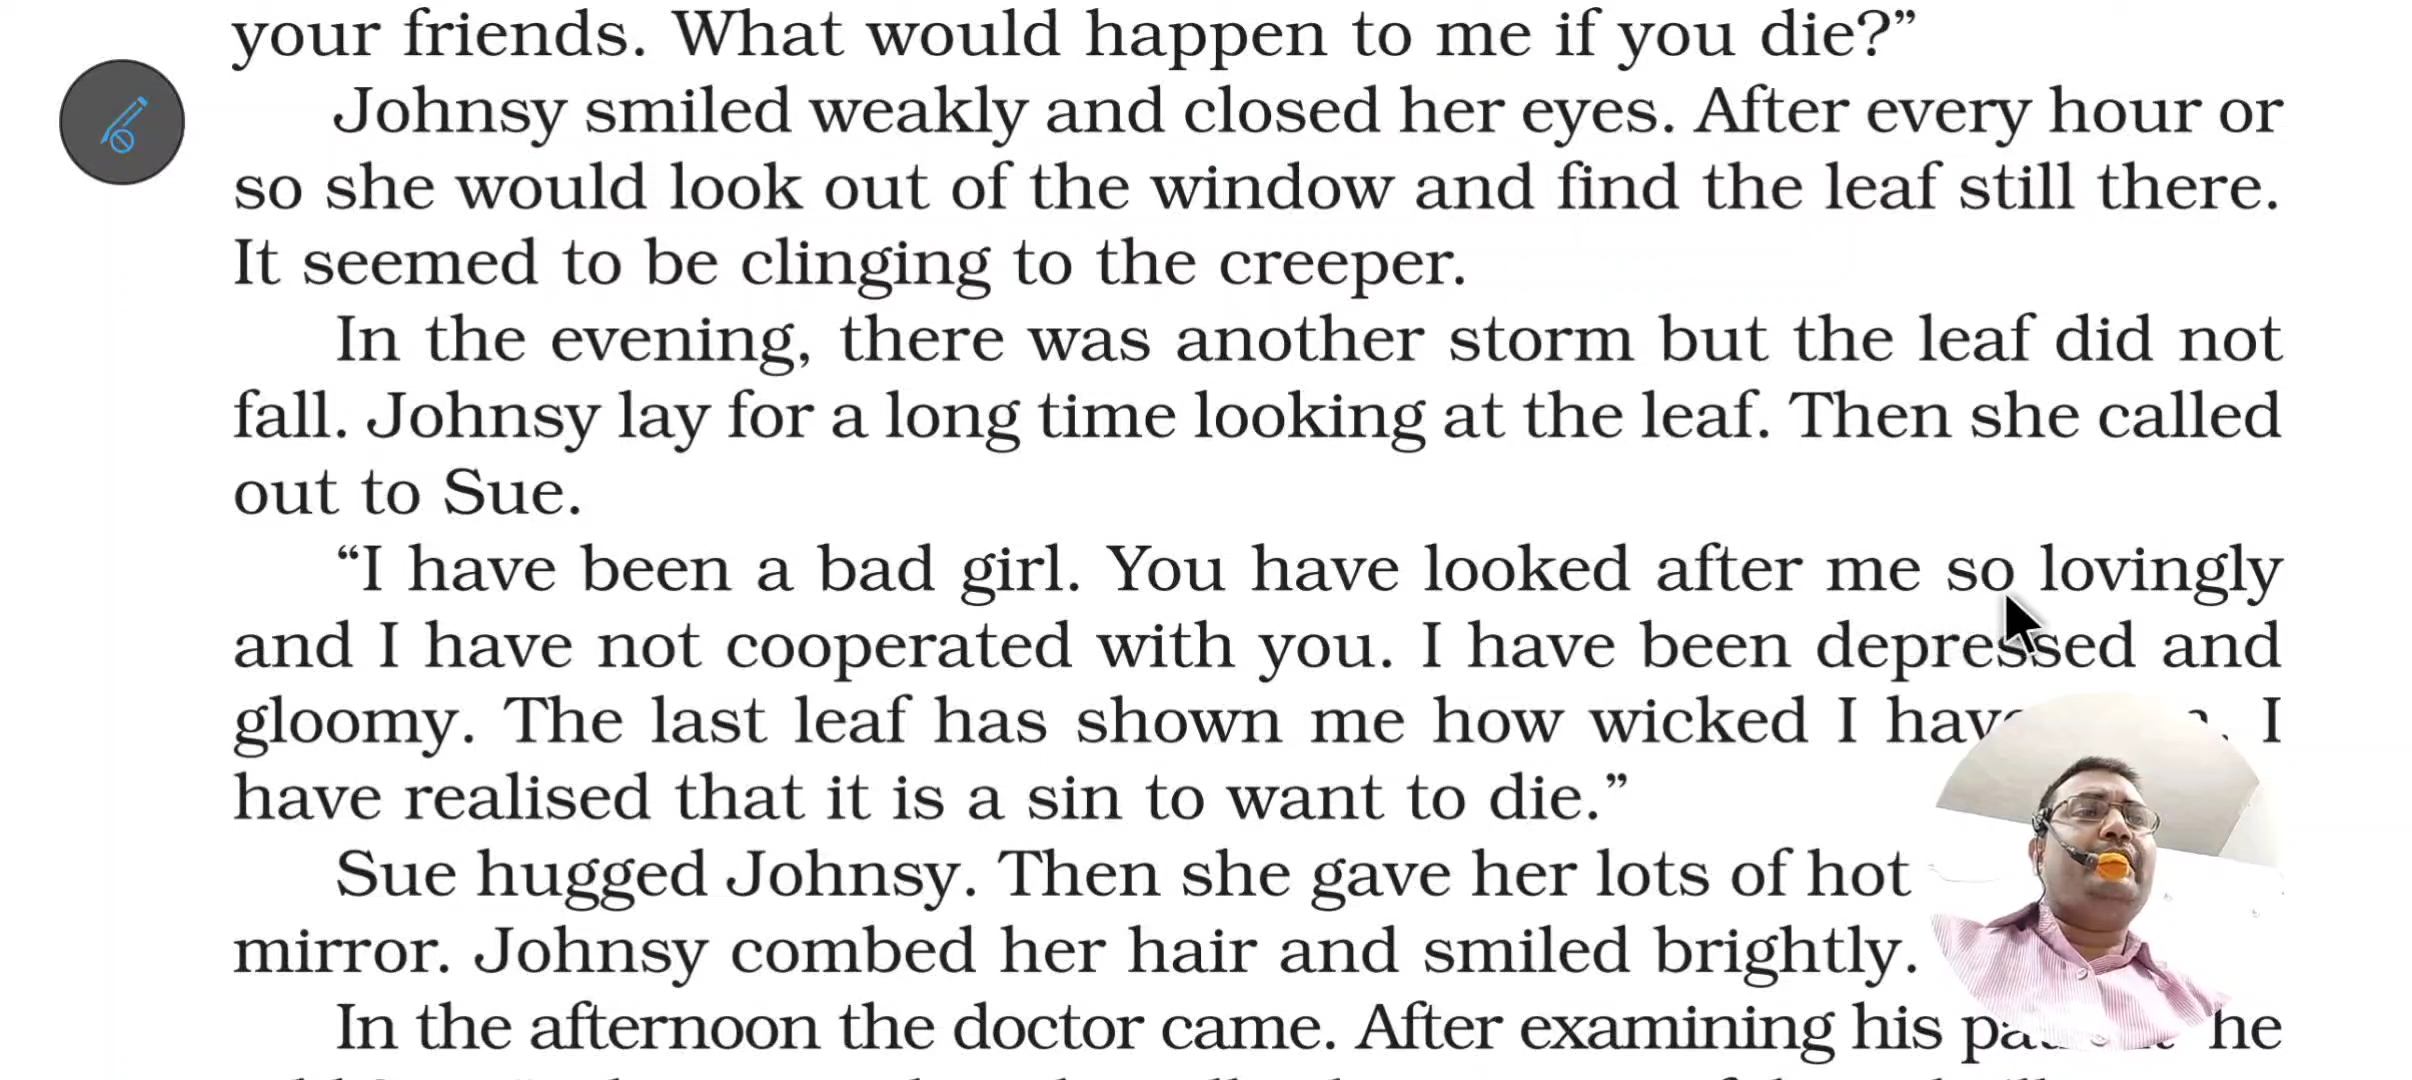 your friends. What would happen to me if you die?”
Johnsy smiled weakly and closed her eyes. After every hour or
so she would look out of the window and find the leaf still there.
It seemed to be clinging to the creeper.
In the evening, there was another storm but the leaf did not
fall. Johnsy lay for a long time looking at the leaf. Then she called
out to Sue.
“I have been a bad girl. You have looked after me so lovingly
and I have not cooperated with you. I have been depressed and
gloomy. The last leaf has shown me how wicked I I
have realised that it is a sin to want to die.”
Sue hugged Johnsy. Then she gave her lots of hot
mirror. Johnsy combed her hair and smiled brightly.
In the afternoon the doctor came. After examining his he